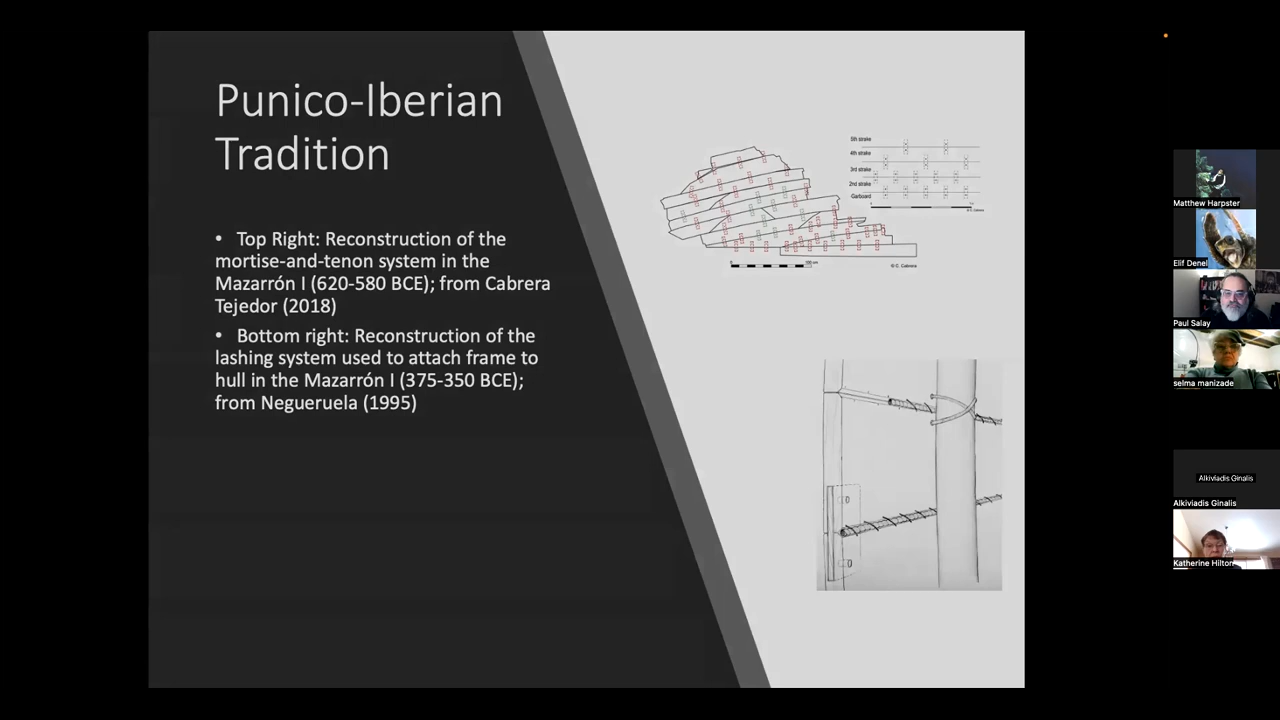 Punico-Iberian
Tradition
• Top Right: Reconstruction of the
mortise-and-tenon system in the
Mazarrón I (620-580 BCE); from Cabrera
Tejedor (2018)
• Bottom right: Reconstruction of the
lashing system used to attach frame to
hull in the Mazarrón I (375-350 BCE);
from Negueruela (1995)
5th strake
4th strake
3rd strake
2nd strake
Garboard
© C. Cabrera
Matthew Harpster
Elif Denel
Paul Salay
selma manizade
Alkiviadis Ginalis
Alkiviadis Ginalis
Katherine Hilton